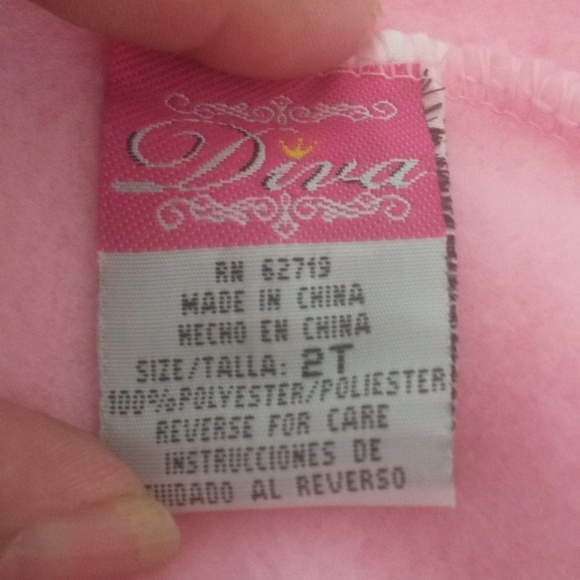 Diva
RN 62719
MADE IN CHINA
HECHO EN CHINA
SIZE/TALLA: 2T
100%POLYESTER/POLIESTER
REVERSE FOR CARE
INSTRUCCIONES DE
CUIDADO AL REVERSO